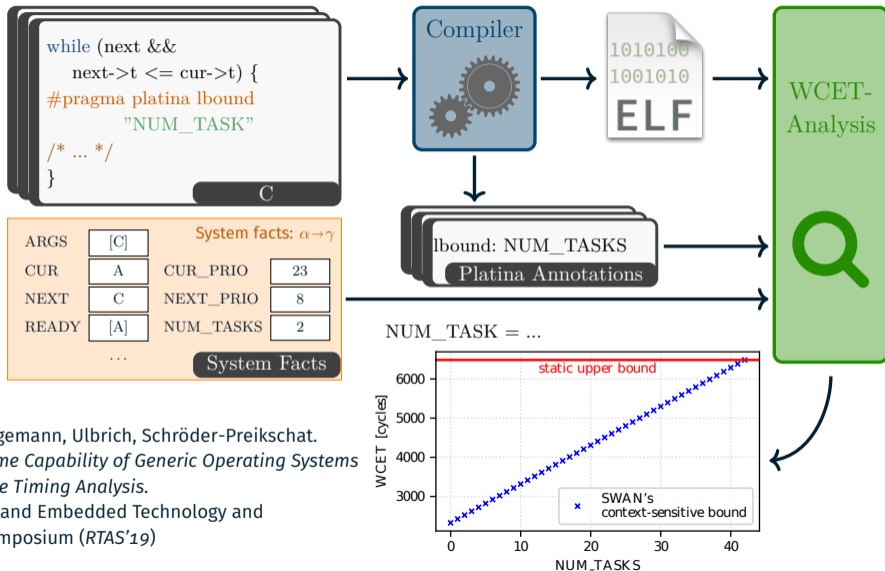 while (next &&
next->t <= cur->t) {
#pragma platina lbound
"NUM_TASK"
/* ... */
}
C
Compiler
1010100
1001010
ELF
WCET-
Analysis
System facts: α→γ
ARGS [C]
CUR A CUR_PRIO 23
NEXT C NEXT_PRIO 8
READY [A] NUM_TASKS 2
...
System Facts
lbound: NUM_TASKS
Platina Annotations
NUM_TASK = ...
static upper bound
WCET [cycles]
6000
5000
4000
3000
SWAN's
context-sensitive bound
0 10 20 30 40
NUM_TASKS
gemann, Ulbrich, Schröder-Preikschat.
me Capability of Generic Operating Systems
e Timing Analysis.
and Embedded Technology and
mposium (RTAS'19)